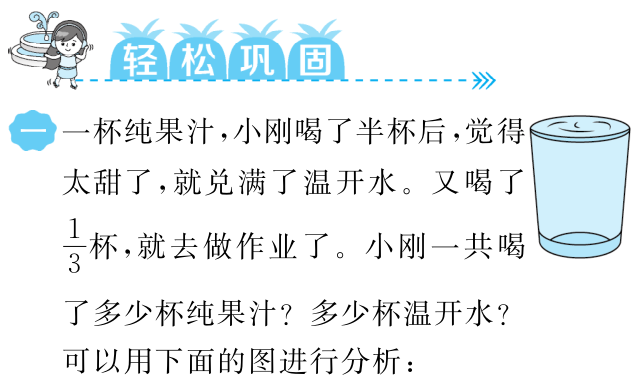 轻松巩固
一 一杯纯果汁,小刚喝了半杯后,觉得
太甜了,就兑满了温开水。又喝了
1/3杯,就去做作业了。小刚一共喝
了多少杯纯果汁?多少杯温开水?
可以用下面的图进行分析: